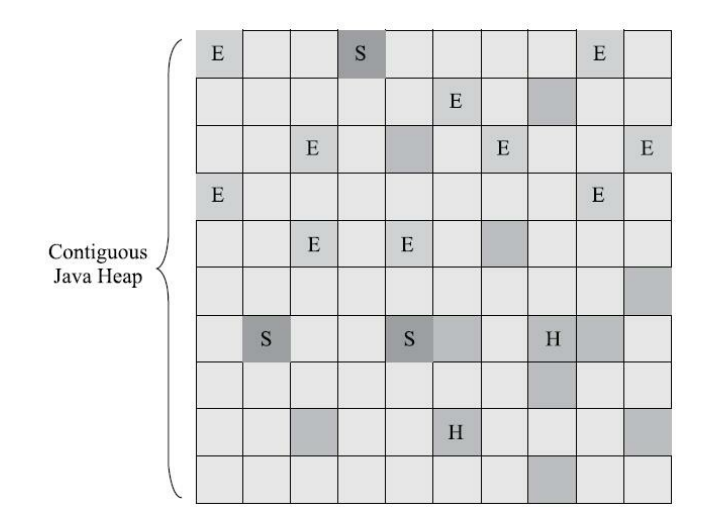 E S E
E
E E E
E E
E E
Contiguous
Java Heap
S S H
H